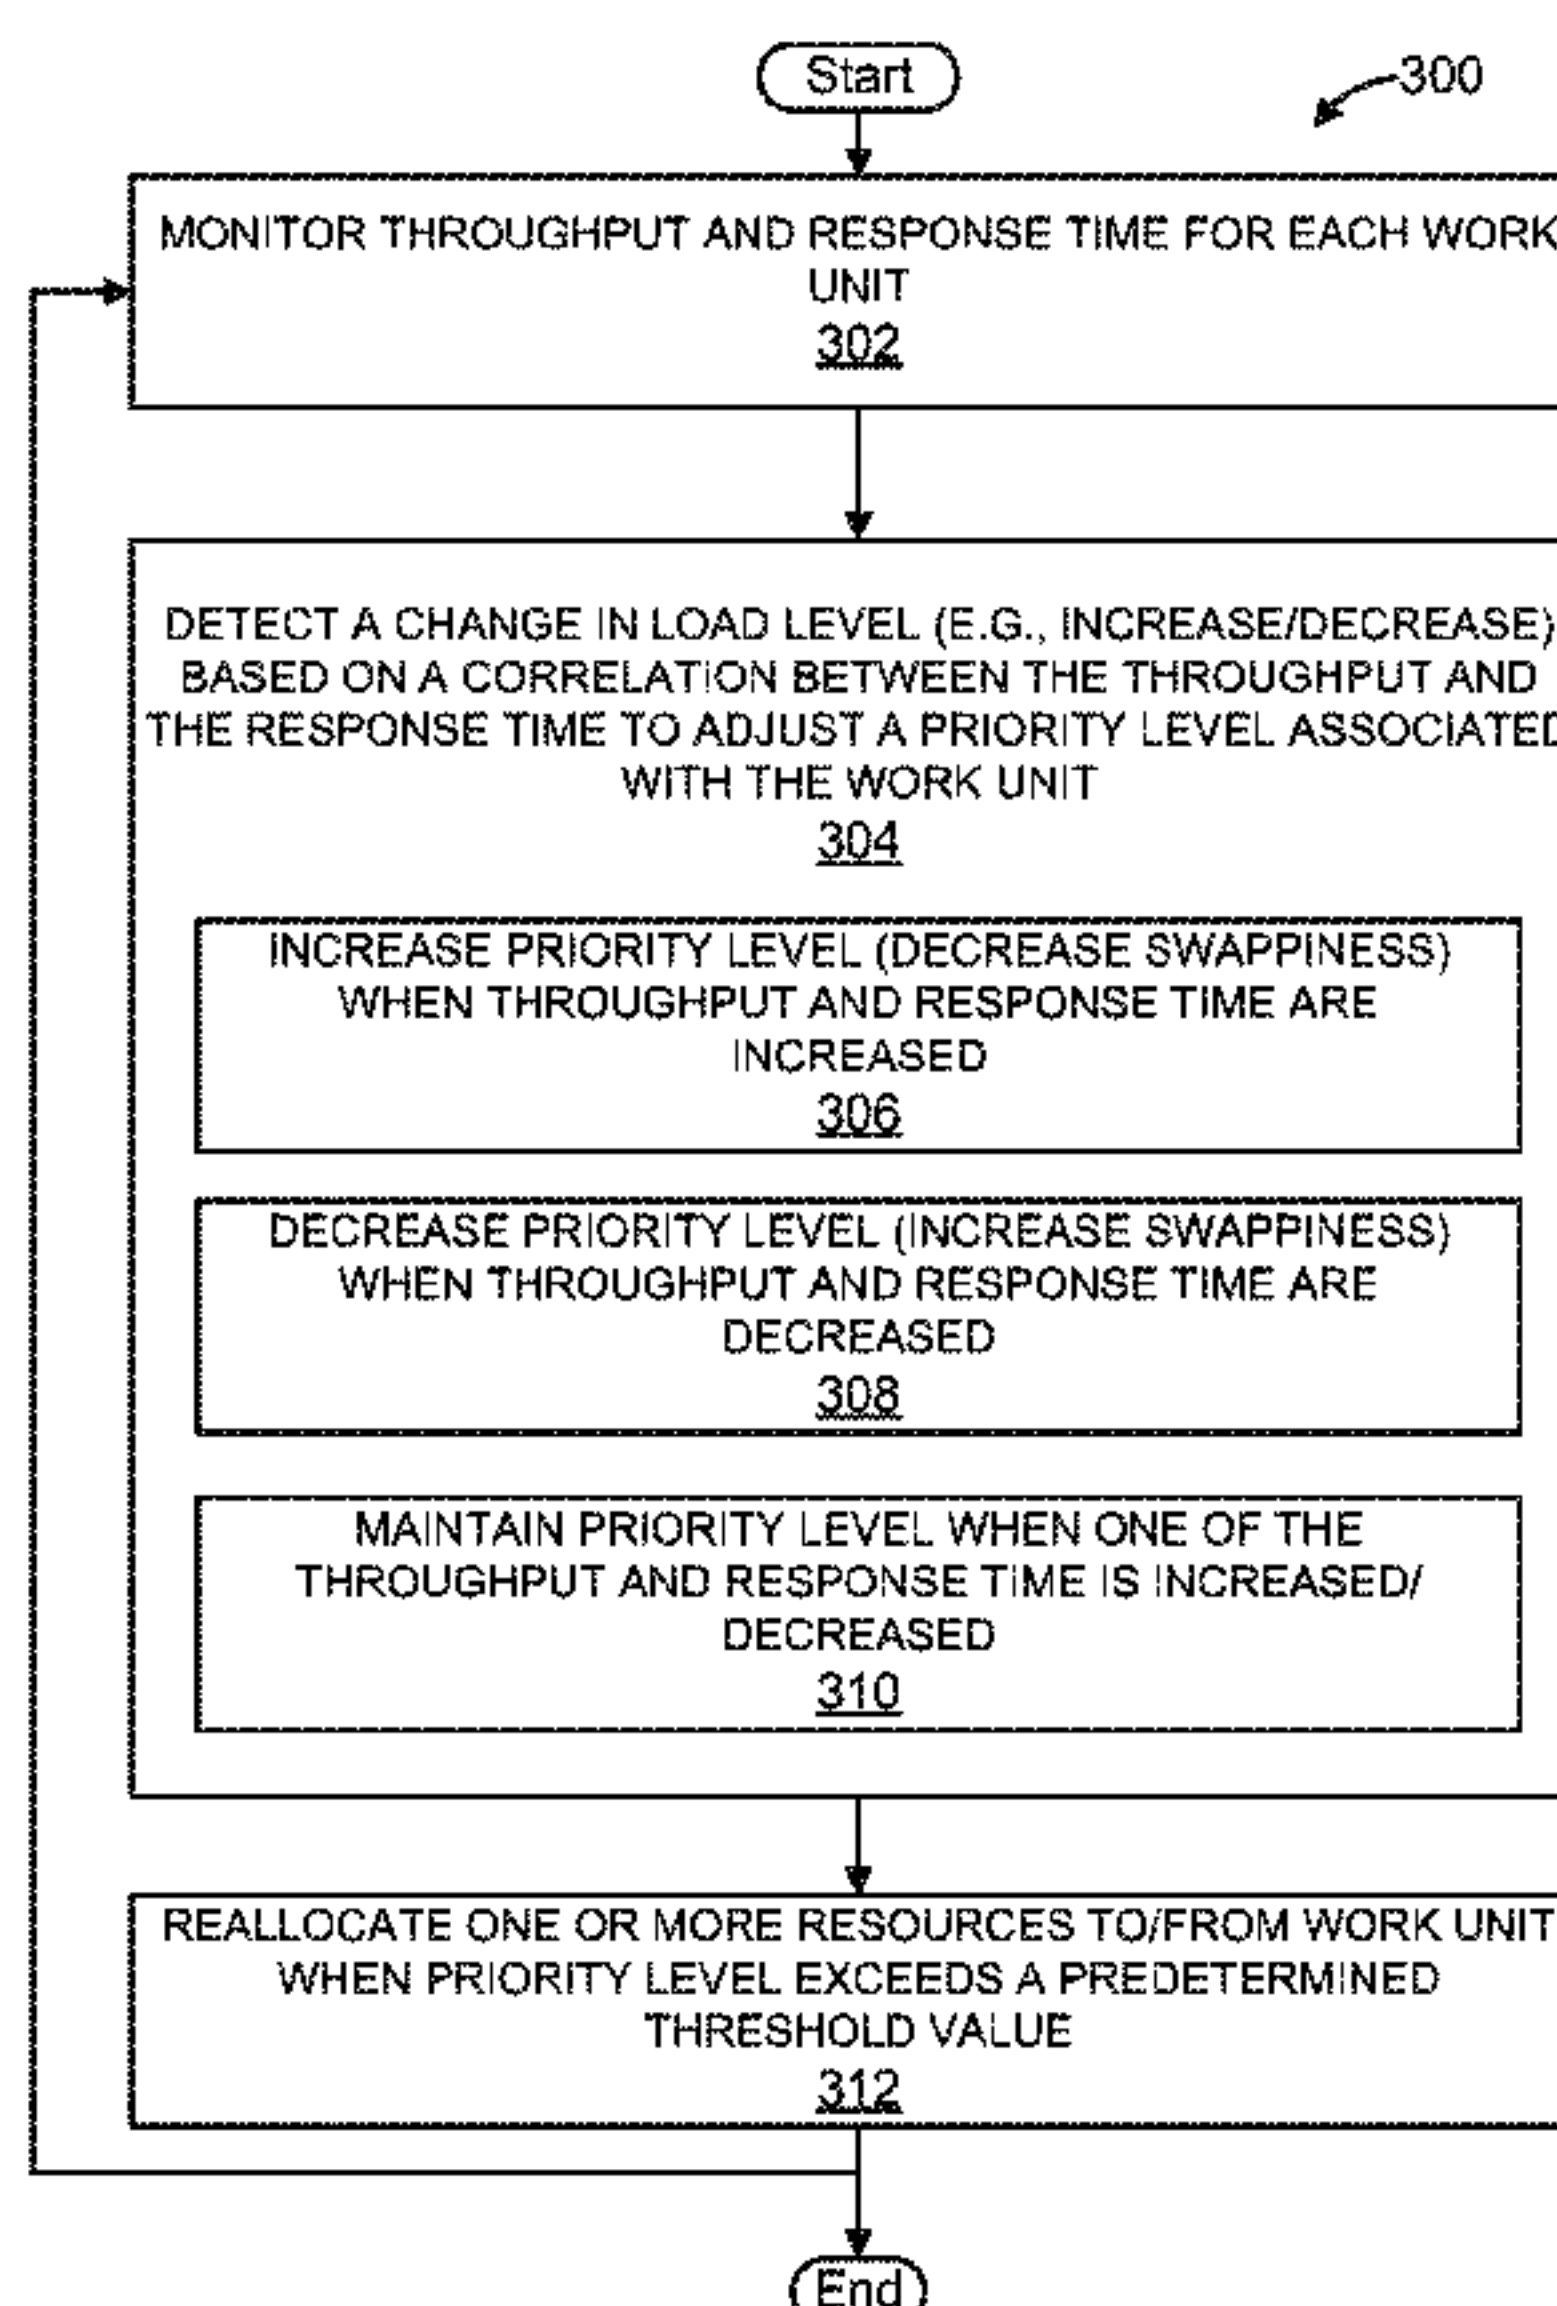 Start
300
MONITOR THROUGHPUT AND RESPONSE TIME FOR EACH WORK
UNIT
302
DETECT A CHANGE IN LOAD LEVEL (E.G., INCREASE/DECREASE)
BASED ON A CORRELATION BETWEEN THE THROUGHPUT AND
THE RESPONSE TIME TO ADJUST A PRIORITY LEVEL ASSOCIATED
WITH THE WORK UNIT
304
INCREASE PRIORITY LEVEL (DECREASE SWAPPINESS)
WHEN THROUGHPUT AND RESPONSE TIME ARE
INCREASED
306
DECREASE PRIORITY LEVEL (INCREASE SWAPPINESS)
WHEN THROUGHPUT AND RESPONSE TIME ARE
DECREASED
308
MAINTAIN PRIORITY LEVEL WHEN ONE OF THE
THROUGHPUT AND RESPONSE TIME IS INCREASED/
DECREASED
310
REALLOCATE ONE OR MORE RESOURCES TO/FROM WORK UNIT
WHEN PRIORITY LEVEL EXCEEDS A PREDETERMINED
THRESHOLD VALUE
312
End